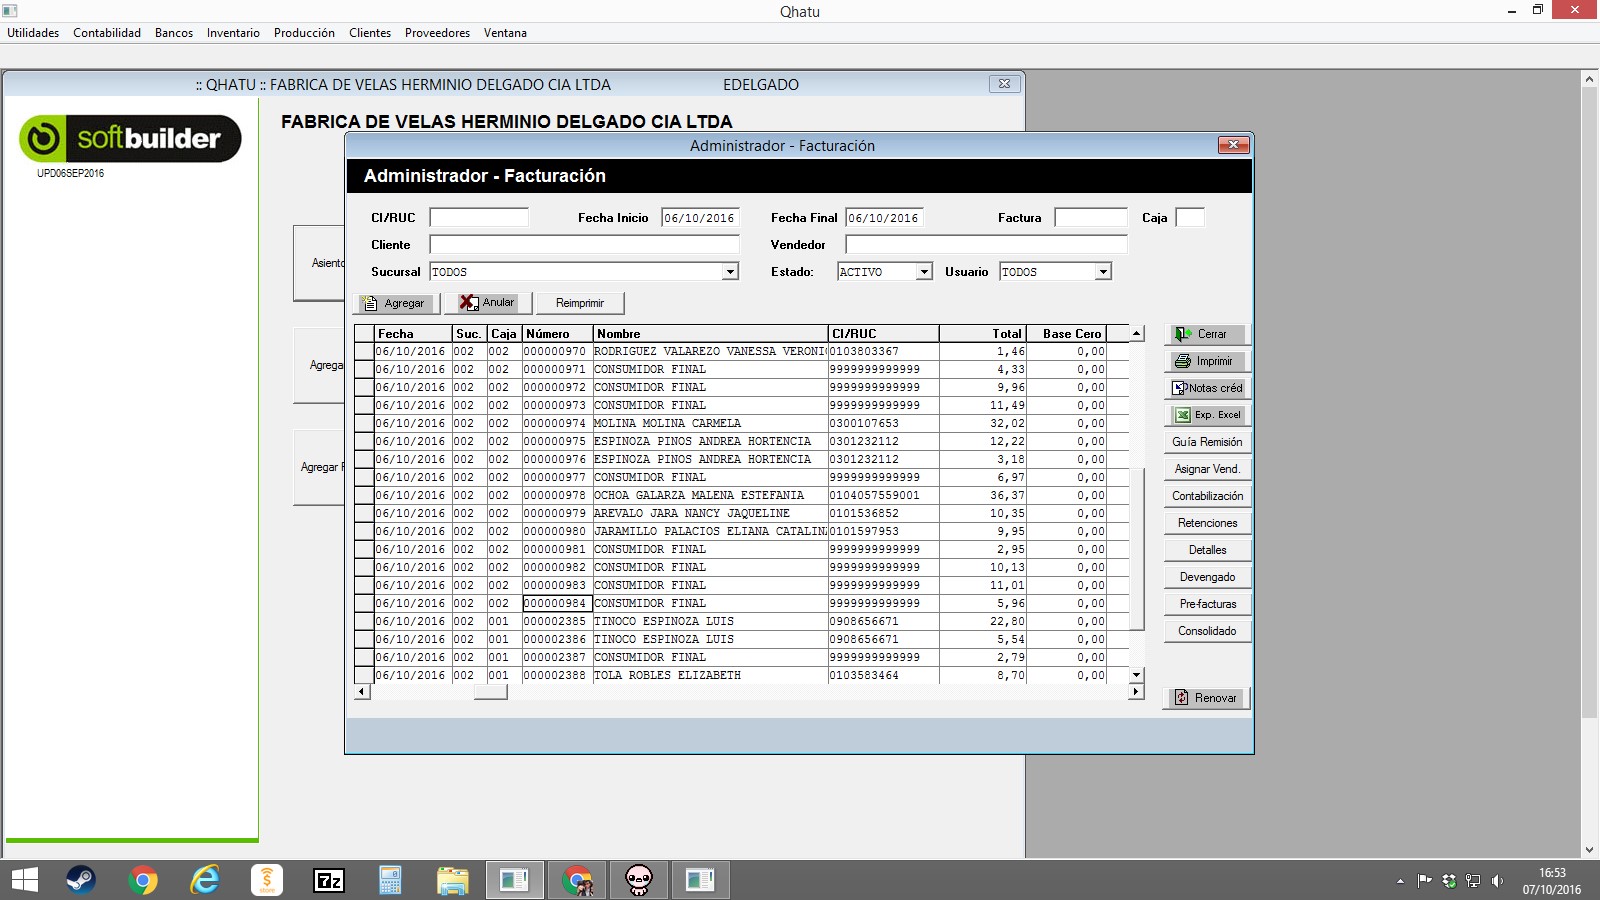 Qhatu
Utilidades Contabilidad Bancos Inventario Producción Clientes Proveedores Ventana
:: QHATU :: FABRICA DE VELAS HERMINIO DELGADO CIA LTDA EDELGADO
softbuilder
UPD06SEP2016
FABRICA DE VELAS HERMINIO DELGADO CIA LTDA
Asiento
Agrega
Agregar F
Administrador - Facturación
Administrador - Facturación
CI/RUC Fecha Inicio 06/10/2016 Fecha Final 06/10/2016 Factura Caja
Cliente Vendedor
Sucursal TODOS Estado: ACTIVO Usuario TODOS
Agregar Anular Reimprimir
Fecha Suc. Caja Número Nombre CI/RUC Total Base Cero
06/10/2016 002 002 000000970 RODRIGUEZ VALAREZO VANESSA VERONI 0103803367 1,46 0,00
06/10/2016 002 002 000000971 CONSUMIDOR FINAL 9999999999999 4,33 0,00
06/10/2016 002 002 000000972 CONSUMIDOR FINAL 9999999999999 9,96 0,00
06/10/2016 002 002 000000973 CONSUMIDOR FINAL 9999999999999 11,49 0,00
06/10/2016 002 002 000000974 MOLINA MOLINA CARMELA 0300107653 32,02 0,00
06/10/2016 002 002 000000975 ESPINOZA PINOS ANDREA HORTENCIA 0301232112 12,22 0,00
06/10/2016 002 002 000000976 ESPINOZA PINOS ANDREA HORTENCIA 0301232112 3,18 0,00
06/10/2016 002 002 000000977 CONSUMIDOR FINAL 9999999999999 6,97 0,00
06/10/2016 002 002 000000978 OCHOA GALARZA MALENA ESTEFANIA 0104057559001 36,37 0,00
06/10/2016 002 002 000000979 AREVALO JARA NANCY JAQUELINE 0101536852 10,35 0,00
06/10/2016 002 002 000000980 JARAMILLO PALACIOS ELIANA CATALINA 0101597953 9,95 0,00
06/10/2016 002 002 000000981 CONSUMIDOR FINAL 9999999999999 2,95 0,00
06/10/2016 002 002 000000982 CONSUMIDOR FINAL 9999999999999 10,13 0,00
06/10/2016 002 002 000000983 CONSUMIDOR FINAL 9999999999999 11,01 0,00
06/10/2016 002 002 000000984 CONSUMIDOR FINAL 9999999999999 5,96 0,00
06/10/2016 002 001 000002385 TINOCO ESPINOZA LUIS 0908656671 22,80 0,00
06/10/2016 002 001 000002386 TINOCO ESPINOZA LUIS 0908656671 5,54 0,00
06/10/2016 002 001 000002387 CONSUMIDOR FINAL 9999999999999 2,79 0,00
06/10/2016 002 001 000002388 TOLA ROBLES ELIZABETH 0103583464 8,70 0,00
Cerrar
Imprimir
Notas créd
Exp. Excel
Guía Remisión
Asignar Vend.
Contabilización
Retenciones
Detalles
Devengado
Pre-facturas
Consolidado
Renovar
store
7z
16:53
07/10/2016